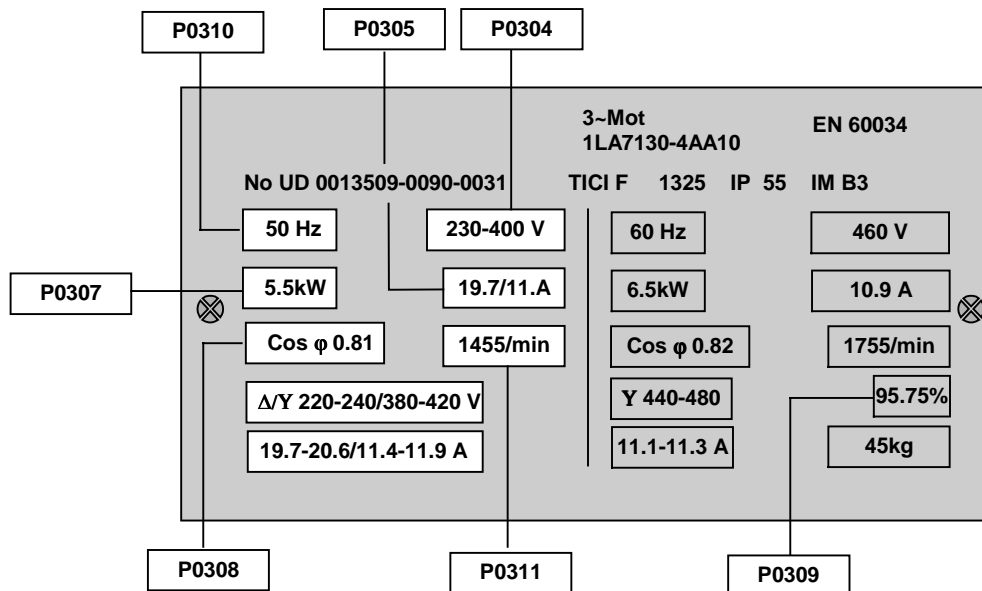 P0310 P0305 P0304
3~Mot
1LA7130-4AA10
EN 60034
No UD 0013509-0090-0031 TICI F 1325 IP 55 IM B3
50 Hz 230-400 V 60 Hz 460 V
P0307 5.5kW 19.7/11.A 6.5kW 10.9 A
Cos φ 0.81 1455/min Cos φ 0.82 1755/min
Δ/Y 220-240/380-420 V Y 440-480 95.75%
19.7-20.6/11.4-11.9 A 11.1-11.3 A 45kg
P0308 P0311 P0309